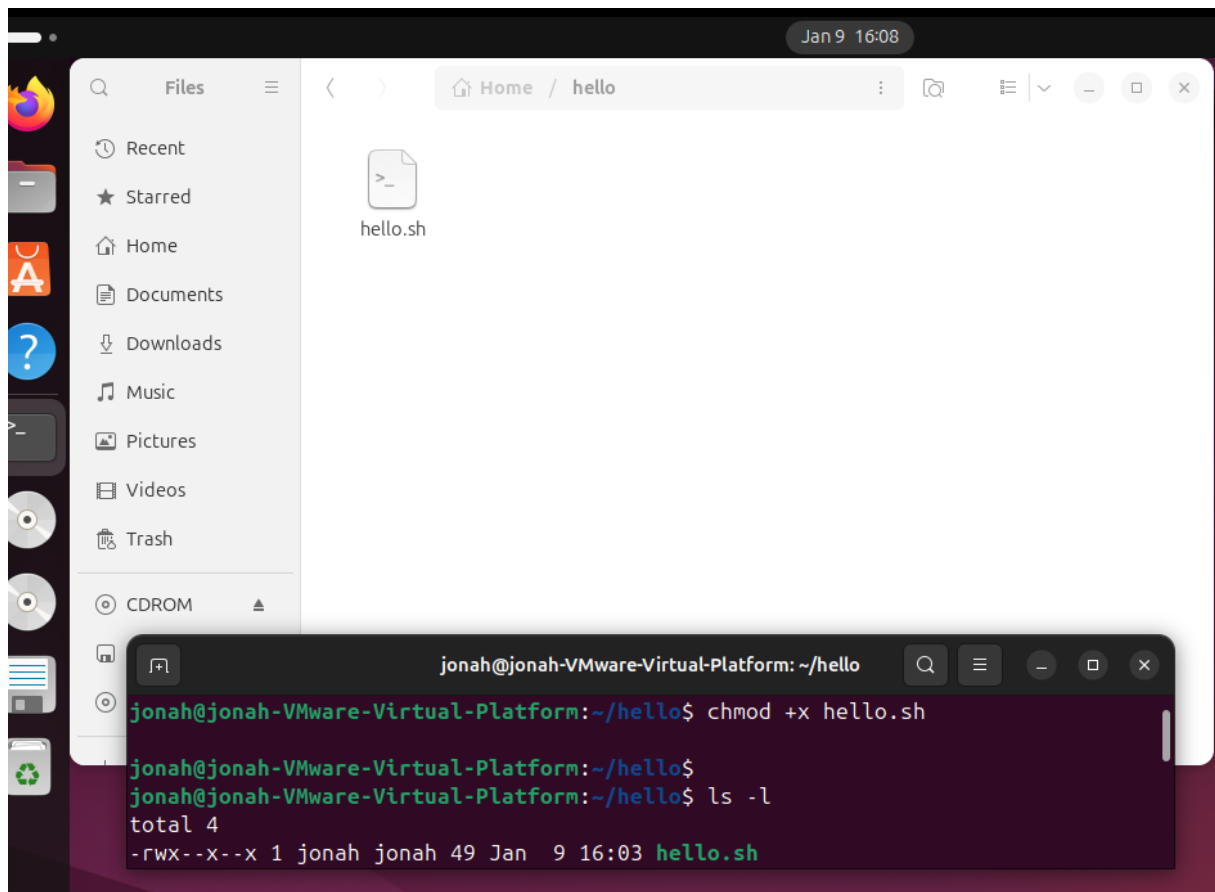 Jan 9 16:08
Files
Home / hello
Recent
Starred
Home
Documents
Downloads
Music
Pictures
Videos
Trash
CDROM
>_
hello.sh
A
?
>_
jonah@jonah-VMware-Virtual-Platform: ~/hello
jonah@jonah-VMware-Virtual-Platform:~/hello$ chmod +x hello.sh
jonah@jonah-VMware-Virtual-Platform:~/hello$
jonah@jonah-VMware-Virtual-Platform:~/hello$ ls -l
total 4
-rwx--x--x 1 jonah jonah 49 Jan  9 16:03 hello.sh